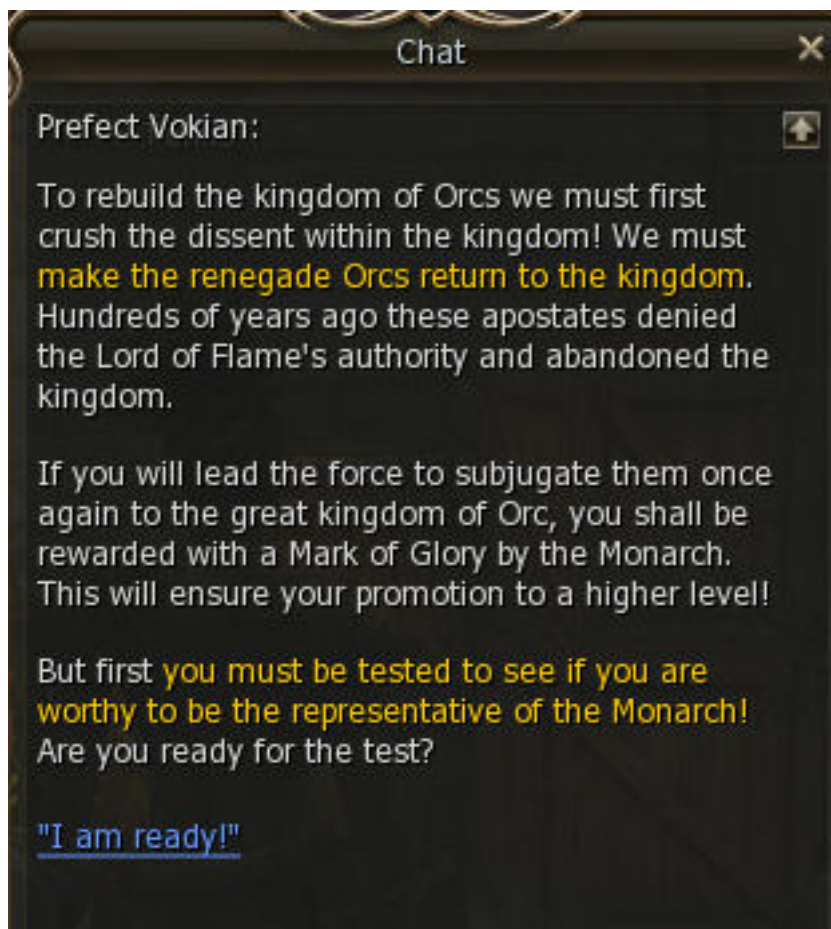 Chat
Prefect Vokian:
To rebuild the kingdom of Orcs we must first
crush the dissent within the kingdom! We must
make the renegade Orcs return to the kingdom.
Hundreds of years ago these apostates denied
the Lord of Flame's authority and abandoned the
kingdom.
If you will lead the force to subjugate them once
again to the great kingdom of Orc, you shall be
rewarded with a Mark of Glory by the Monarch.
This will ensure your promotion to a higher level!
But first you must be tested to see if you are
worthy to be the representative of the Monarch!
Are you ready for the test?
"I am ready!"